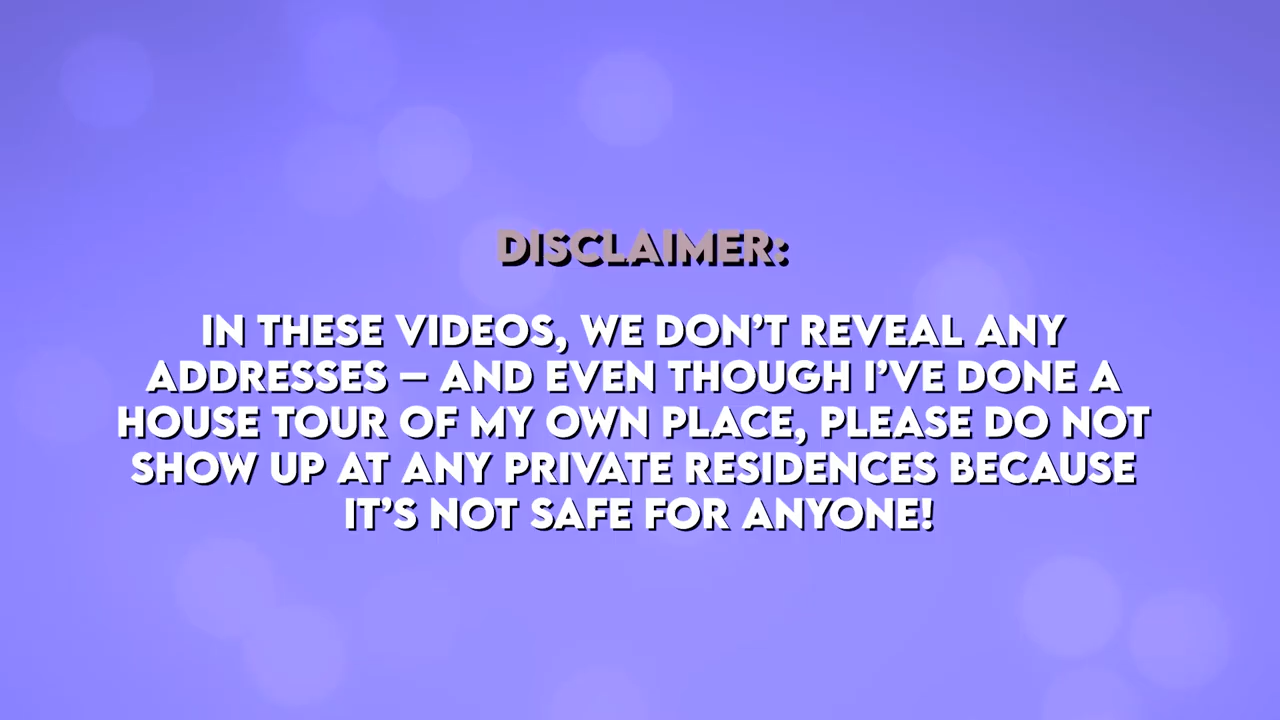 DISCLAIMER:
IN THESE VIDEOS, WE DON'T REVEAL ANY
ADDRESSES – AND EVEN THOUGH I'VE DONE A
HOUSE TOUR OF MY OWN PLACE, PLEASE DO NOT
SHOW UP AT ANY PRIVATE RESIDENCES BECAUSE
IT'S NOT SAFE FOR ANYONE!